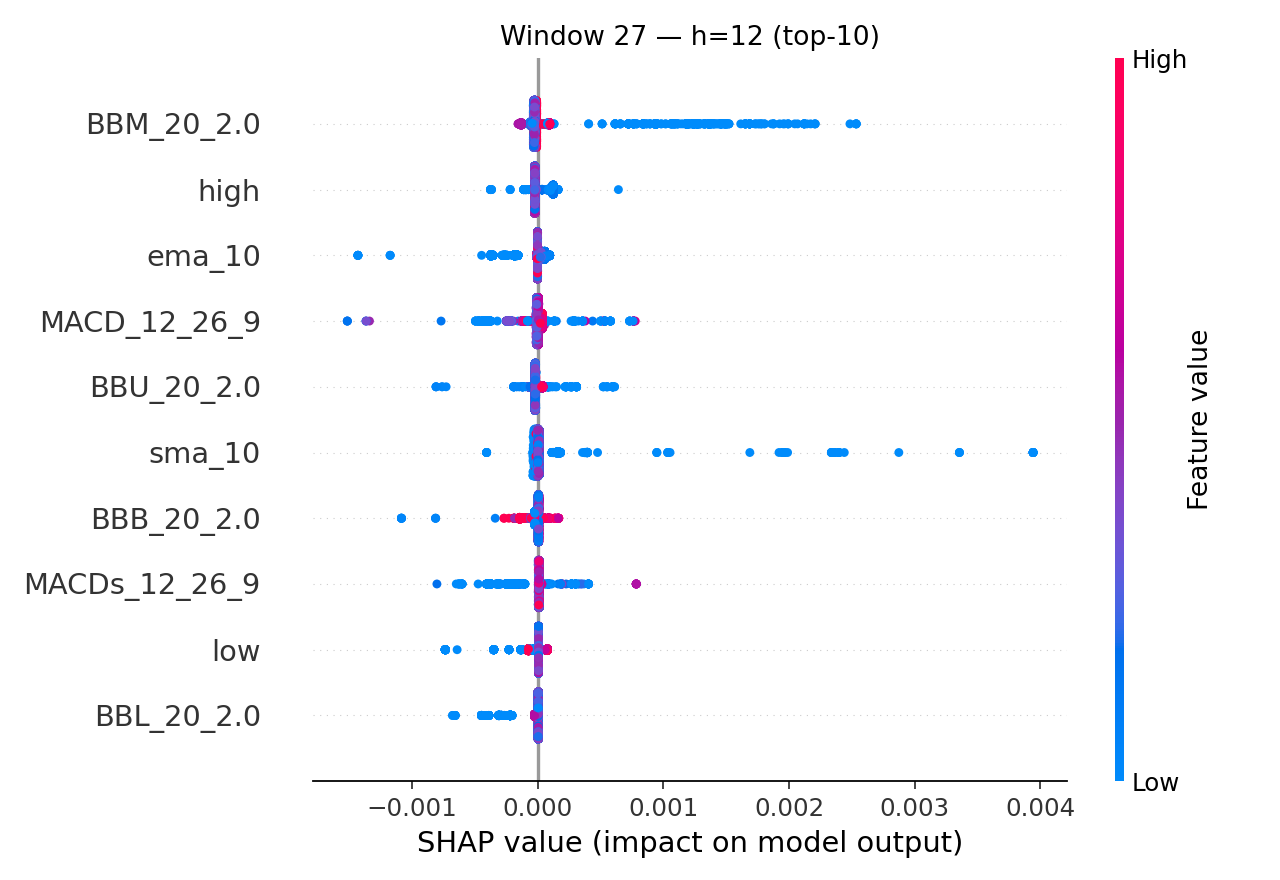 Window 27 — h=12 (top-10)
High
BBM_20_2.0
high
ema_10
MACD_12_26_9
BBU_20_2.0
sma_10
BBB_20_2.0
MACDs_12_26_9
low
BBL_20_2.0
Feature value
Low
−0.001 0.000 0.001 0.002 0.003 0.004
SHAP value (impact on model output)